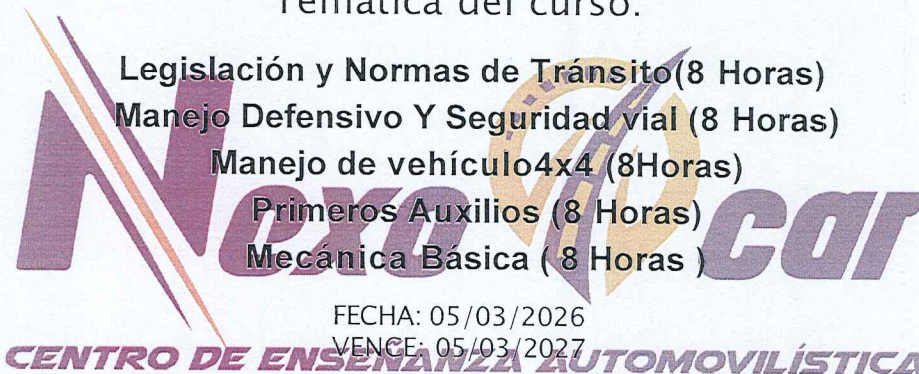 Temática del curso:
Legislación y Normas de Tránsito(8 Horas)
Manejo Defensivo Y Seguridad vial (8 Horas)
Manejo de vehículo4x4 (8Horas)
Primeros Auxilios (8 Horas)
Mecánica Básica ( 8 Horas )
Nexo car
FECHA: 05/03/2026
VENCE: 05/03/2027
CENTRO DE ENSEÑANZA AUTOMOVILÍSTICA